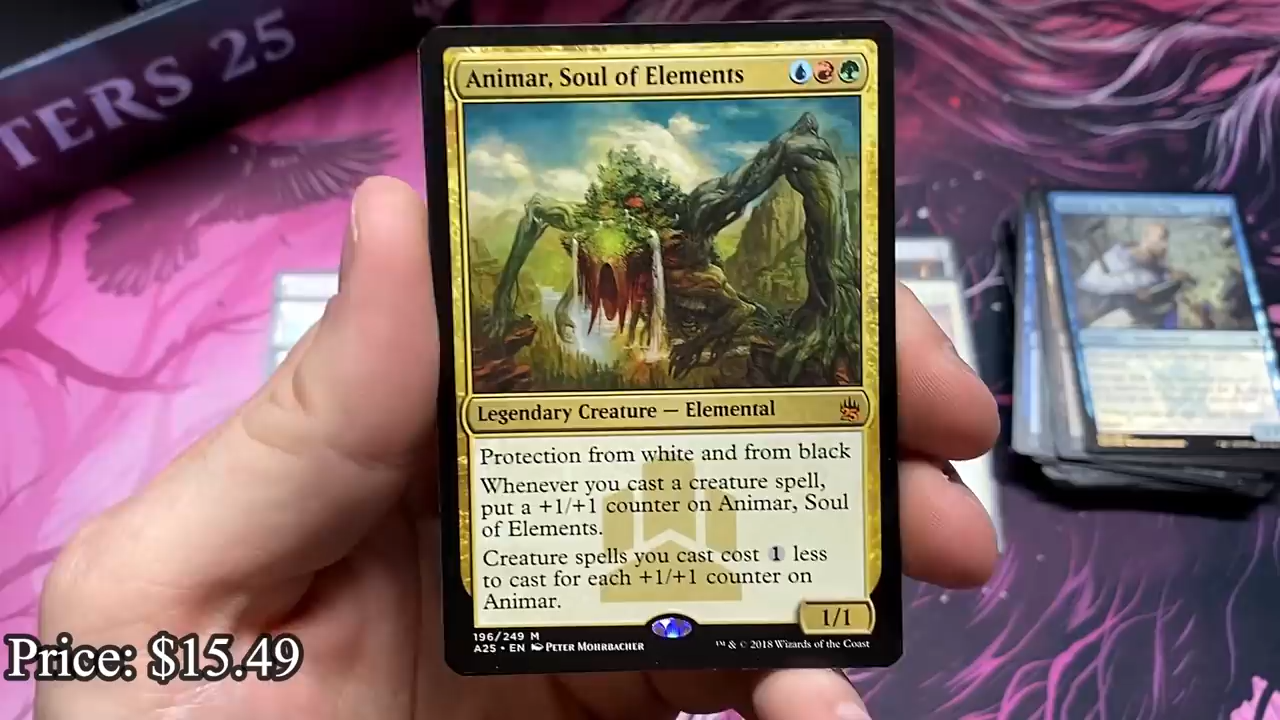 TERS 25
Animar, Soul of Elements
Legendary Creature — Elemental
25
Protection from white and from black
Whenever you cast a creature spell,
put a +1/+1 counter on Animar, Soul
of Elements.
Creature spells you cast cost 1 less
to cast for each +1/+1 counter on
Animar.
1/1
196/249 M
A25 • EN Peter Mohrbacher
™ & © 2018 Wizards of the Coast
Price: $15.49